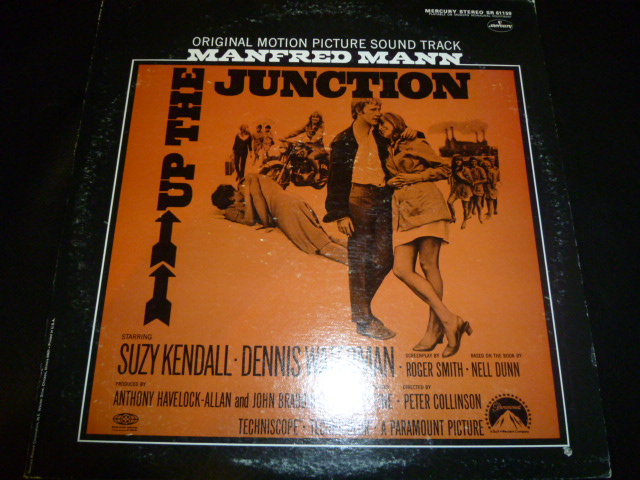 MERCURY STEREO SR 61159
ORIGINAL MOTION PICTURE SOUND TRACK
MANFRED MANN
UP THE
JUNCTION
STARRING
SUZY KENDALL · DENNIS
SCREENPLAY BY
ROGER SMITH ·
BASED ON THE BOOK BY
NELL DUNN
PRODUCED BY
ANTHONY HAVELOCK-ALLAN and JOHN
DIRECTED BY
PETER COLLINSON
TECHNISCOPE · A PARAMOUNT PICTURE